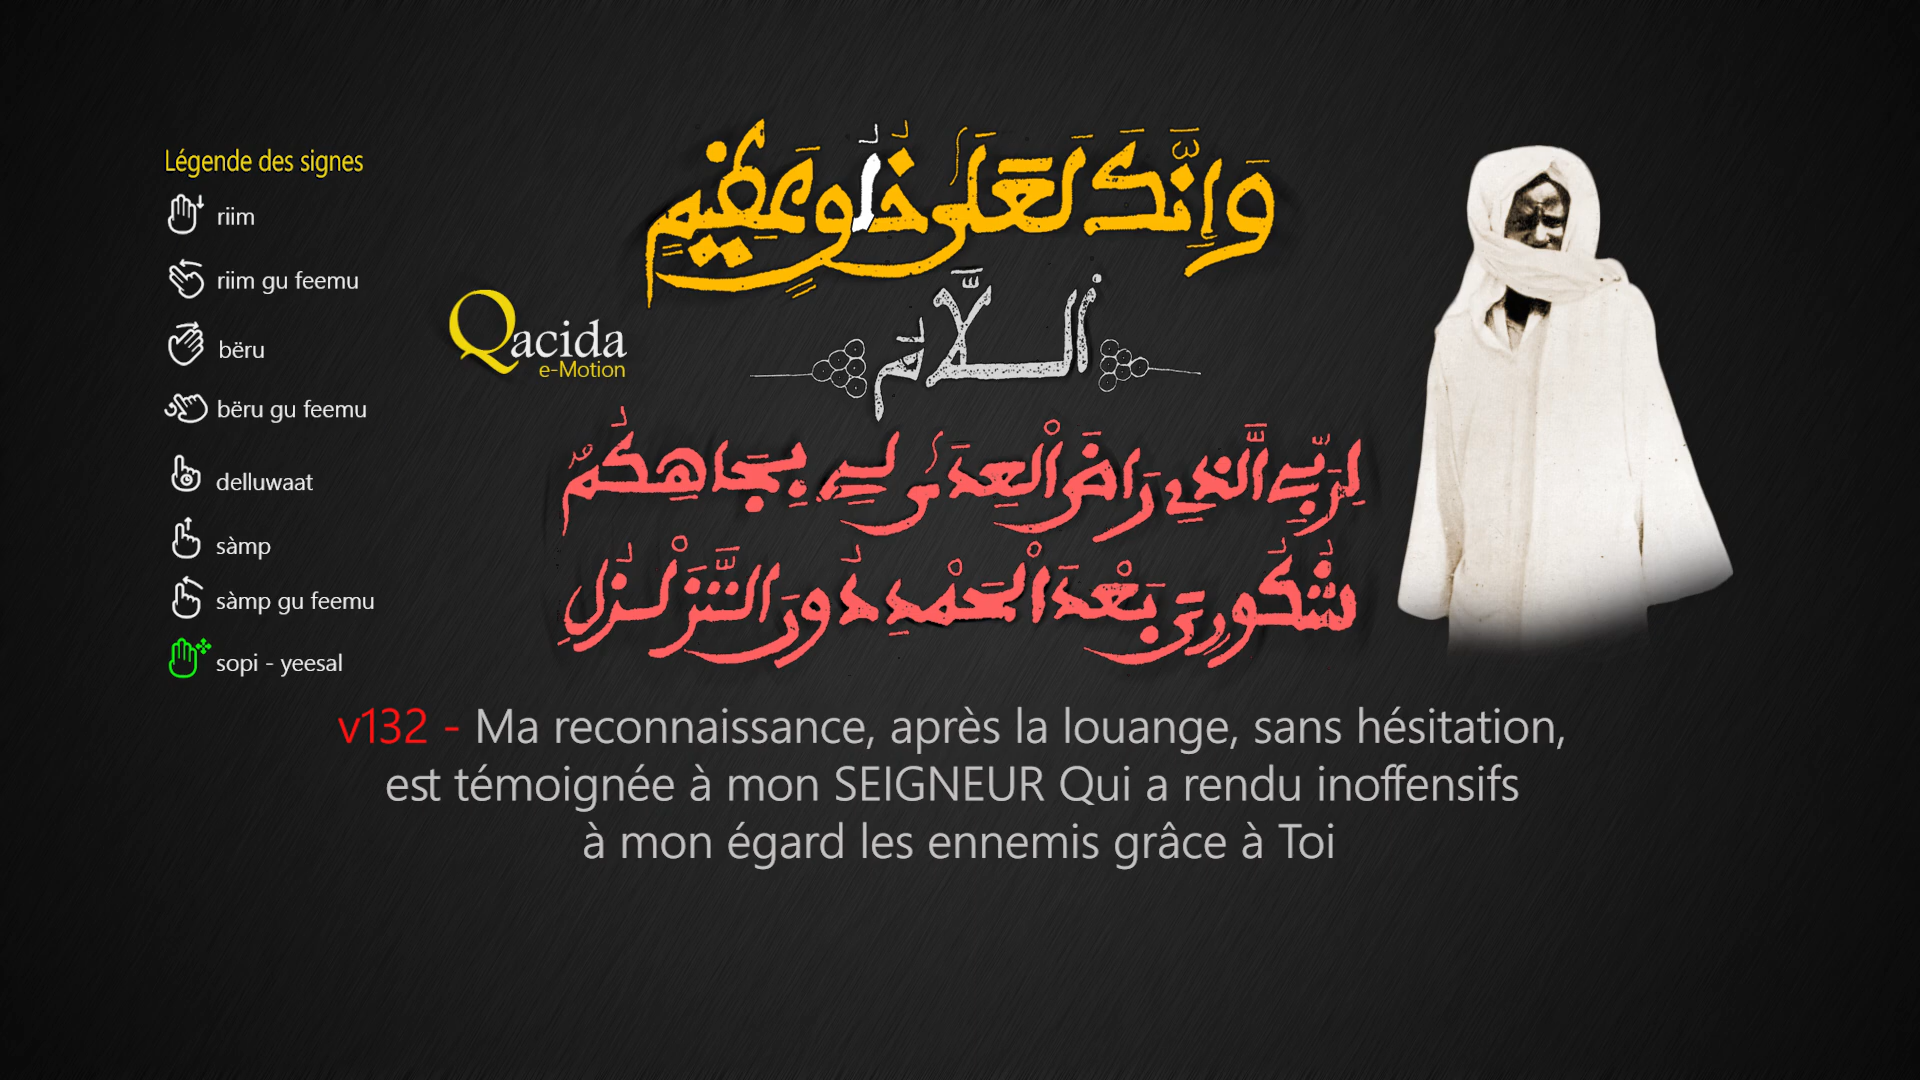 Légende des signes
riim
riim gu feemu
bëru
bëru gu feemu
delluwaat
sàmp
sàmp gu feemu
sopi - yeesal
Qacida
e-Motion
وَإِنَّكَ لَعَلَى خُلُوٍ عَظِيمٍ
اللَّام
لِرَبِّي الَّذِي رَاضَ الْعِدَى لِي بِجَاهِكُمْ
شُكُورِي بَعْدَ الْحَمْدِ دُونَ التَّزَلْزُلِ
v132 - Ma reconnaissance, après la louange, sans hésitation,
est témoignée à mon SEIGNEUR Qui a rendu inoffensifs
à mon égard les ennemis grâce à Toi